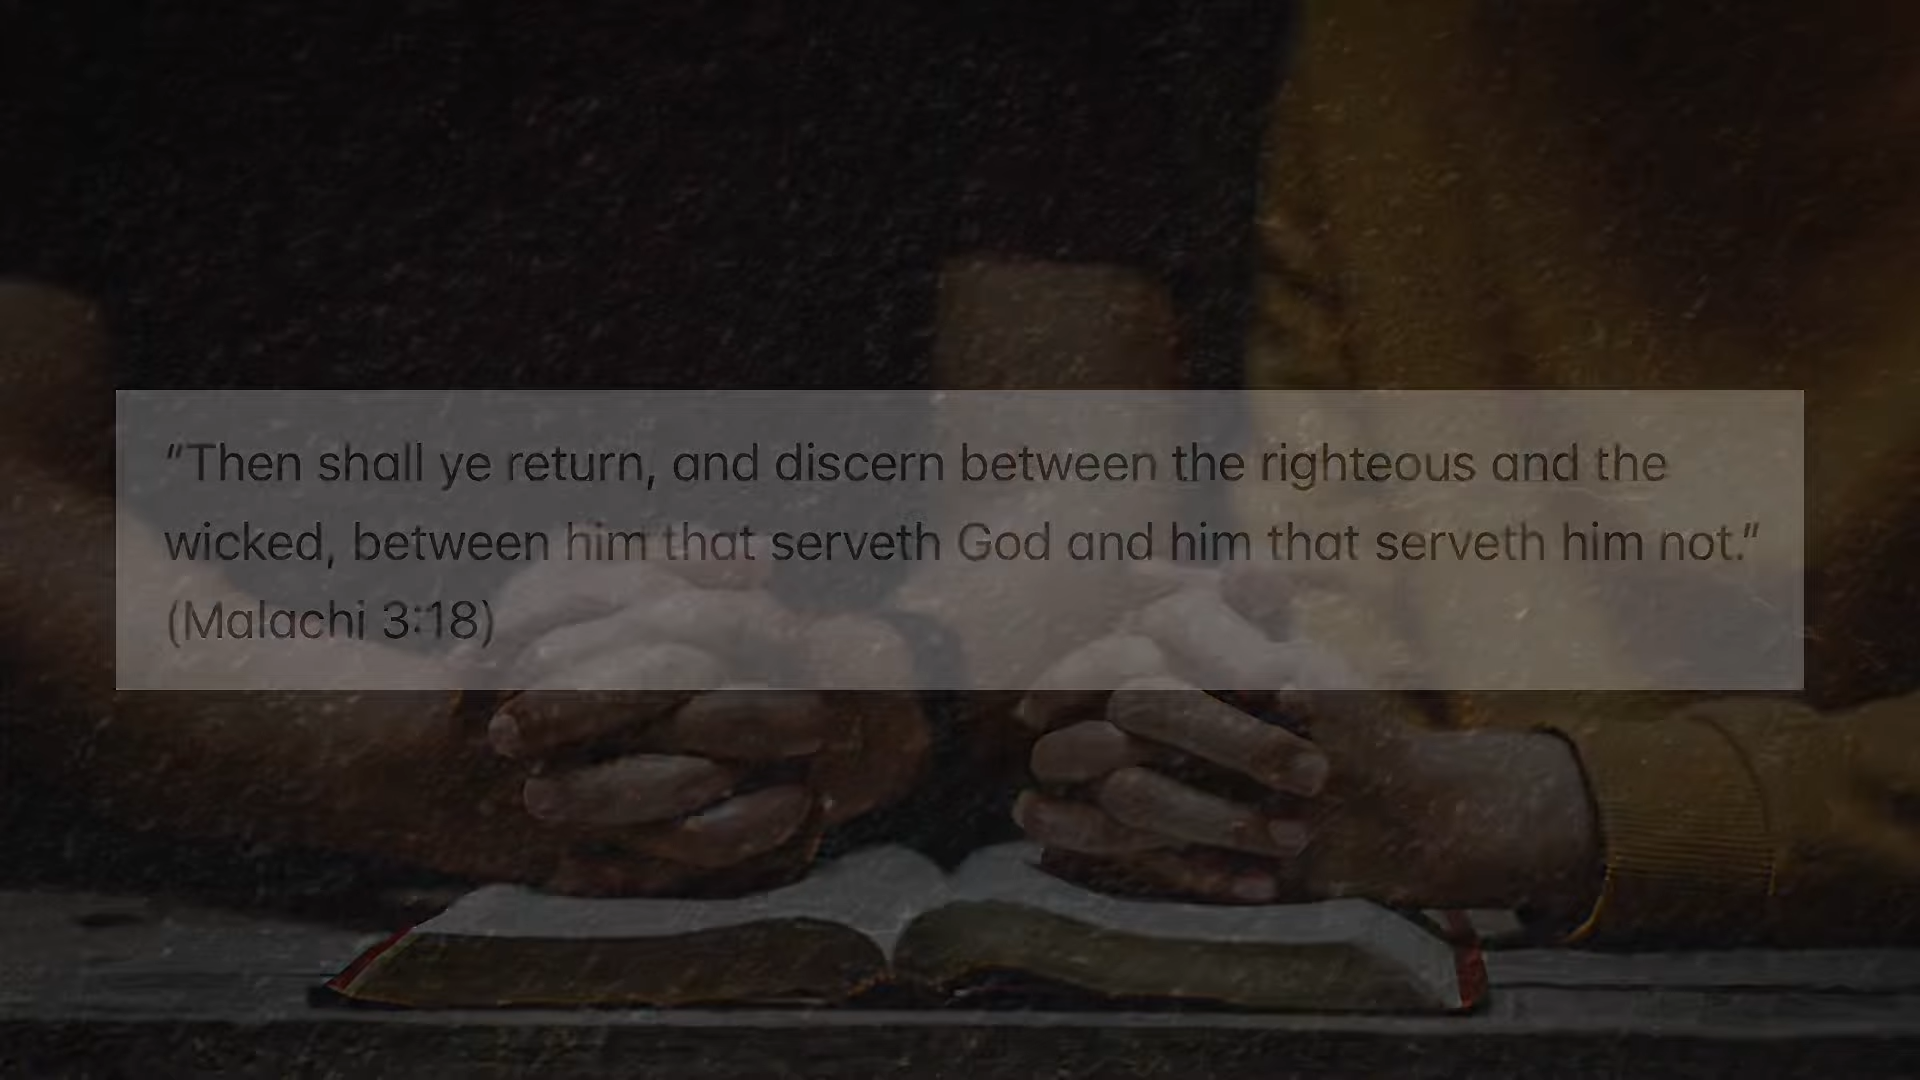 "Then shall ye return, and discern between the righteous and the
wicked, between him that serveth God and him that serveth him not."
(Malachi 3:18)